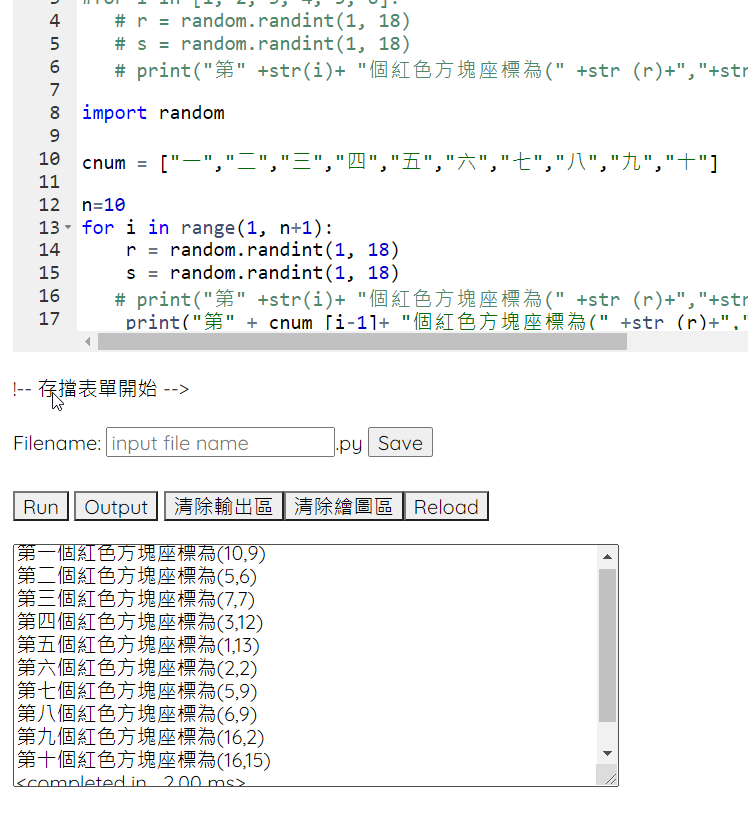 3 #for i in [1, 2, 3, 4, 5, 6]:
4 # r = random.randint(1, 18)
5 # s = random.randint(1, 18)
6 # print("第" +str(i)+ "個紅色方塊座標為(" +str (r)+","+str
7
8 import random
9
10 cnum = ["一","二","三","四","五","六","七","八","九","十"]
11
12 n=10
13 for i in range(1, n+1):
14 r = random.randint(1, 18)
15 s = random.randint(1, 18)
16 # print("第" +str(i)+ "個紅色方塊座標為(" +str (r)+","+str
17 print("第" + cnum [i-1]+ "個紅色方塊座標為(" +str (r)+","
!-- 存擋表單開始 -->
Filename: input file name .py Save
Run Output 清除輸出區 清除繪圖區 Reload
第一個紅色方塊座標為(10,9)
第二個紅色方塊座標為(5,6)
第三個紅色方塊座標為(7,7)
第四個紅色方塊座標為(3,12)
第五個紅色方塊座標為(1,13)
第六個紅色方塊座標為(2,2)
第七個紅色方塊座標為(5,9)
第八個紅色方塊座標為(6,9)
第九個紅色方塊座標為(16,2)
第十個紅色方塊座標為(16,15)
<completed in 2.00 ms>